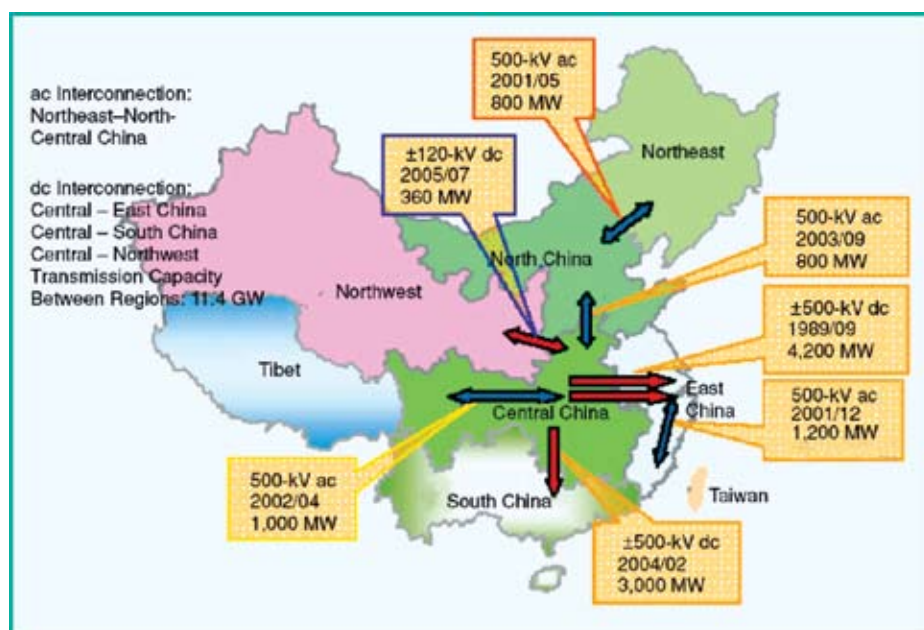 ac Interconnection:
Northeast–North-
Central China
dc Interconnection:
Central – East China
Central – South China
Central – Northwest
Transmission Capacity
Between Regions: 11.4 GW
500-kV ac
2001/05
800 MW
±120-kV dc
2005/07
360 MW
Northeast
500-kV ac
2003/09
800 MW
North China
Northwest
±500-kV dc
1989/09
4,200 MW
Tibet
East
China
Central China
500-kV ac
2001/12
1,200 MW
500-kV ac
2002/04
1,000 MW
South China
Taiwan
±500-kV dc
2004/02
3,000 MW